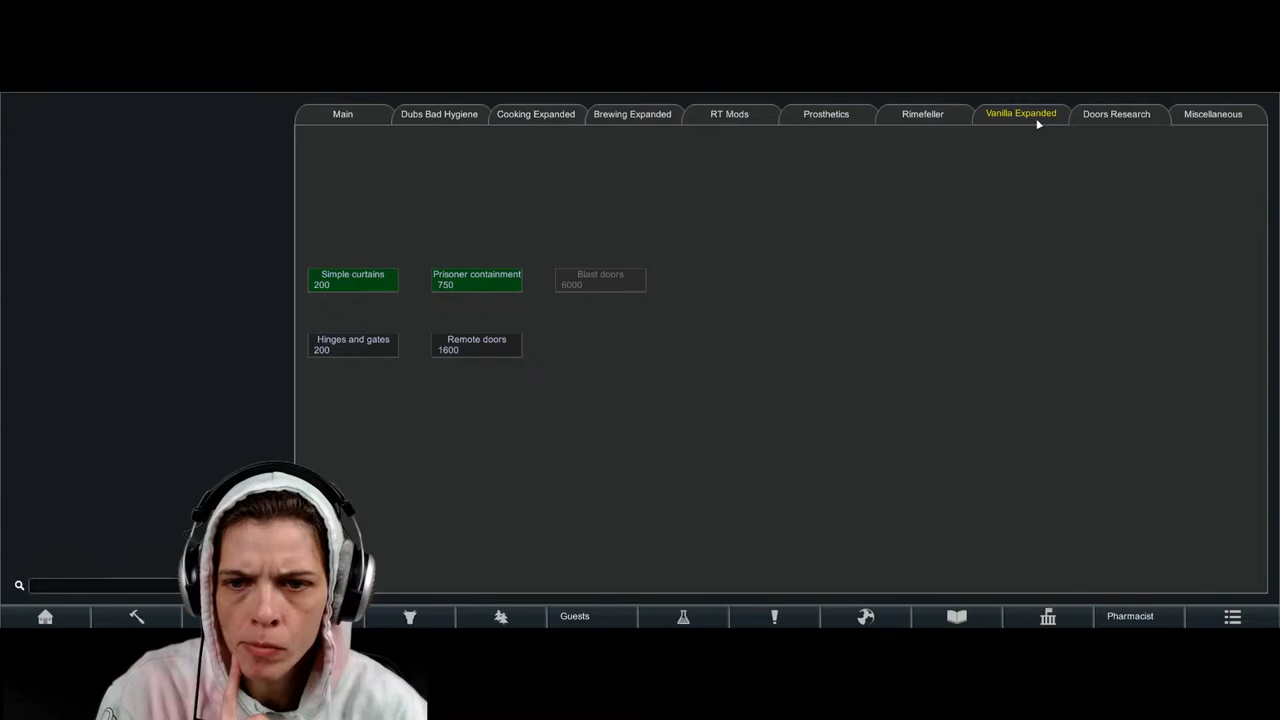 Main
Dubs Bad Hygiene
Cooking Expanded
Brewing Expanded
RT Mods
Prosthetics
Rimefeller
Vanilla Expanded
Doors Research
Miscellaneous
Simple curtains
200
Prisoner containment
750
Blast doors
6000
Hinges and gates
200
Remote doors
1600
Guests
Pharmacist